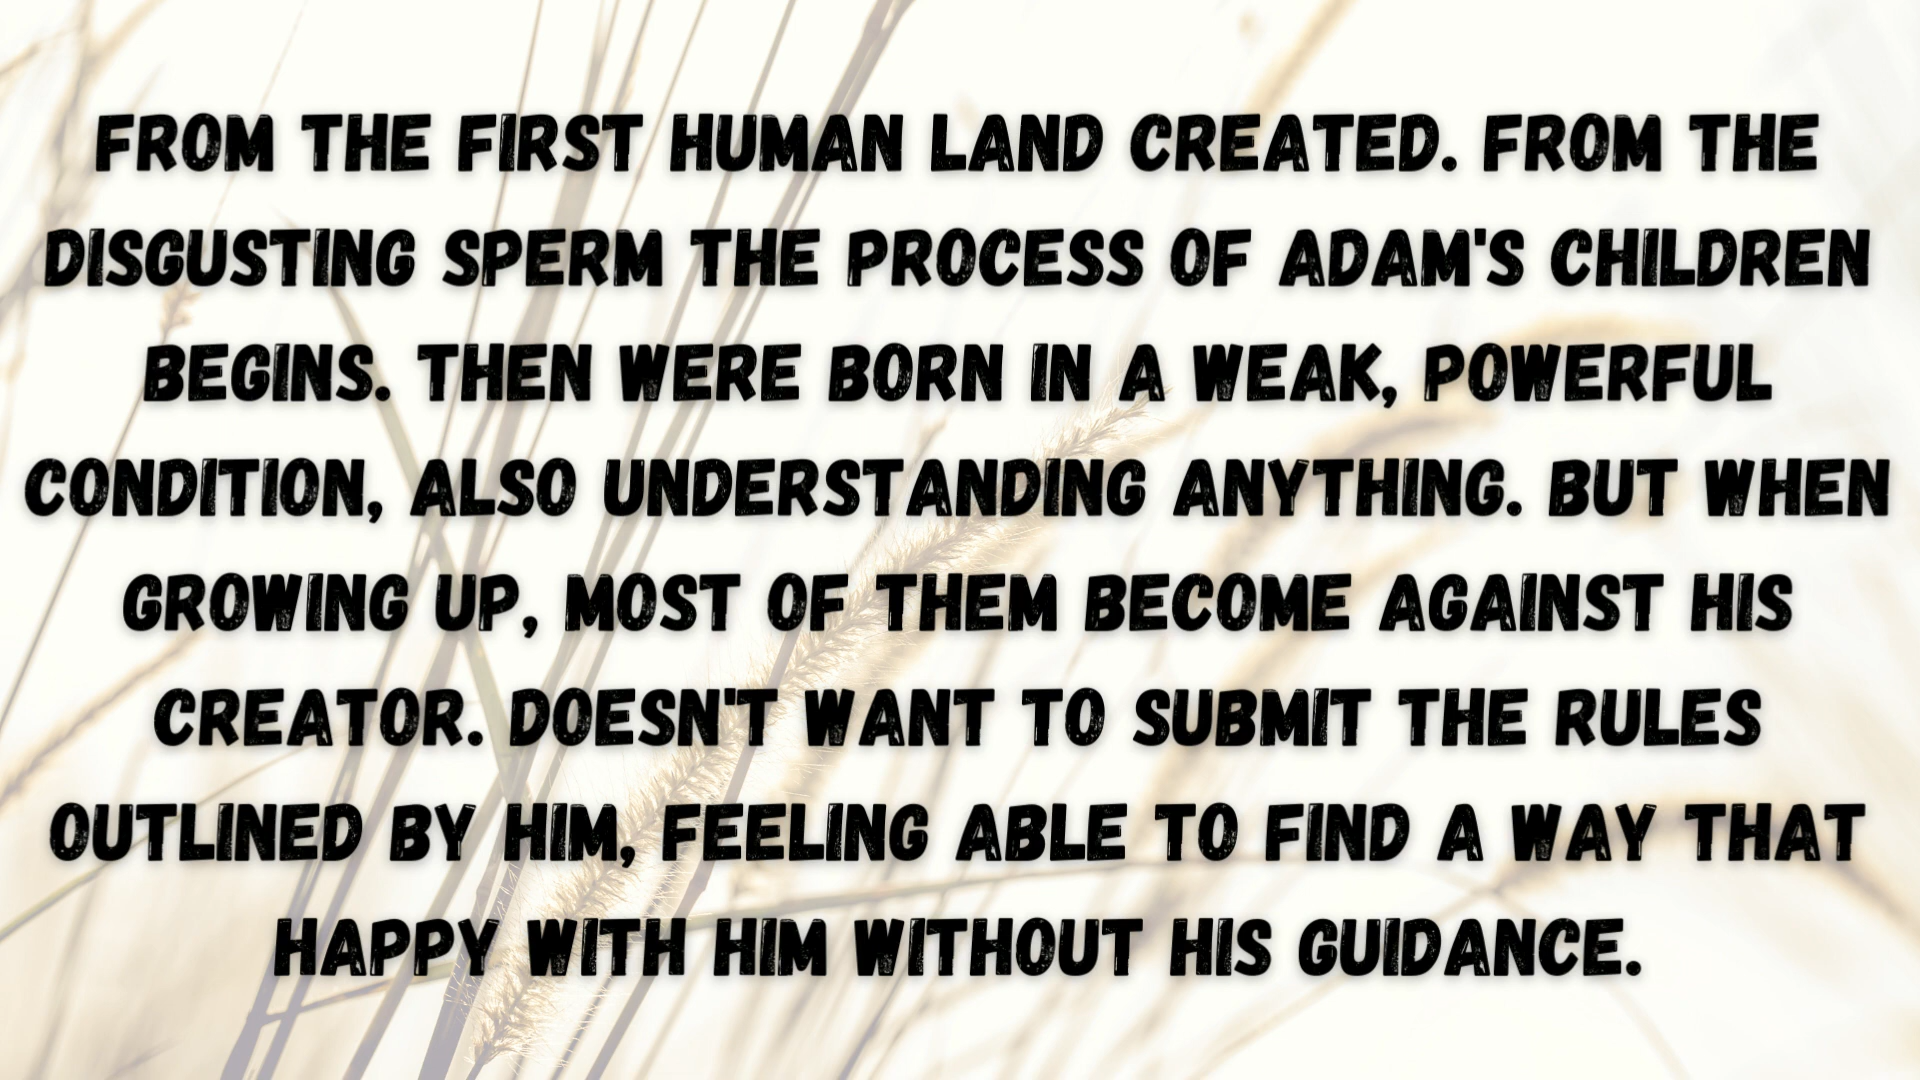 FROM THE FIRST HUMAN LAND CREATED. FROM THE
DISGUSTING SPERM THE PROCESS OF ADAM'S CHILDREN
BEGINS. THEN WERE BORN IN A WEAK, POWERFUL
CONDITION, ALSO UNDERSTANDING ANYTHING. BUT WHEN
GROWING UP, MOST OF THEM BECOME AGAINST HIS
CREATOR. DOESN'T WANT TO SUBMIT THE RULES
OUTLINED BY HIM, FEELING ABLE TO FIND A WAY THAT
HAPPY WITH HIM WITHOUT HIS GUIDANCE.